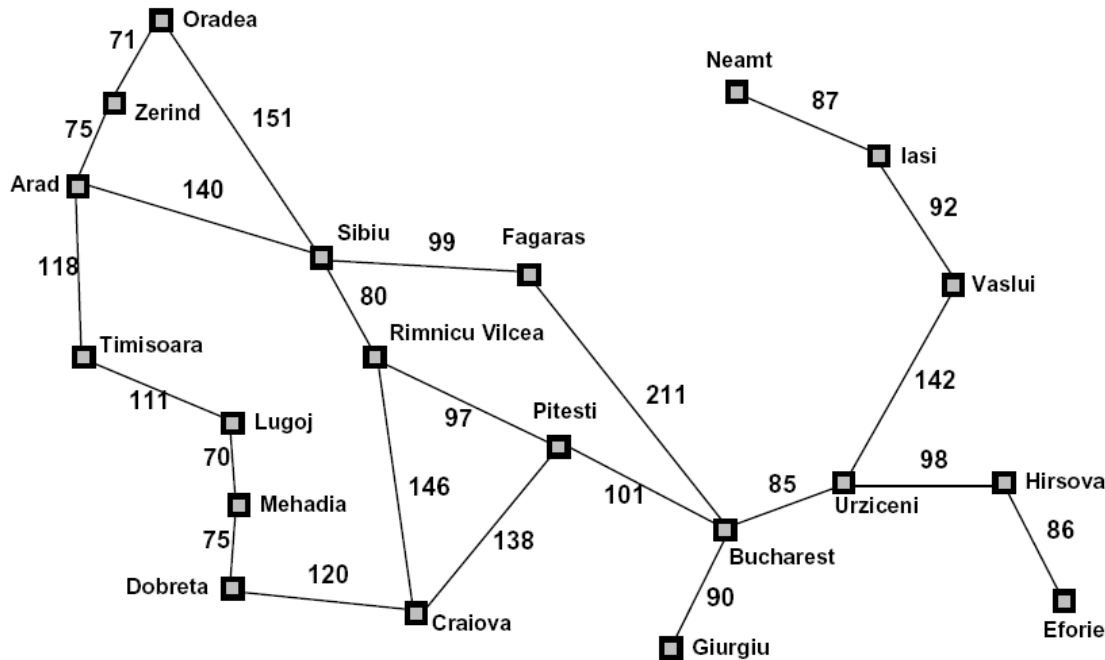 Oradea
71
Neamt
87
Zerind
75
151
Iasi
Arad
140
92
Sibiu
99
Fagaras
118
80
Vaslui
Timisoara
Rimnicu Vilcea
111
142
Lugoj
97
Pitesti
211
70
98
Hirsova
146
101
85
Urziceni
Mehadia
86
75
138
Bucharest
Dobreta
120
90
Craiova
Eforie
Giurgiu